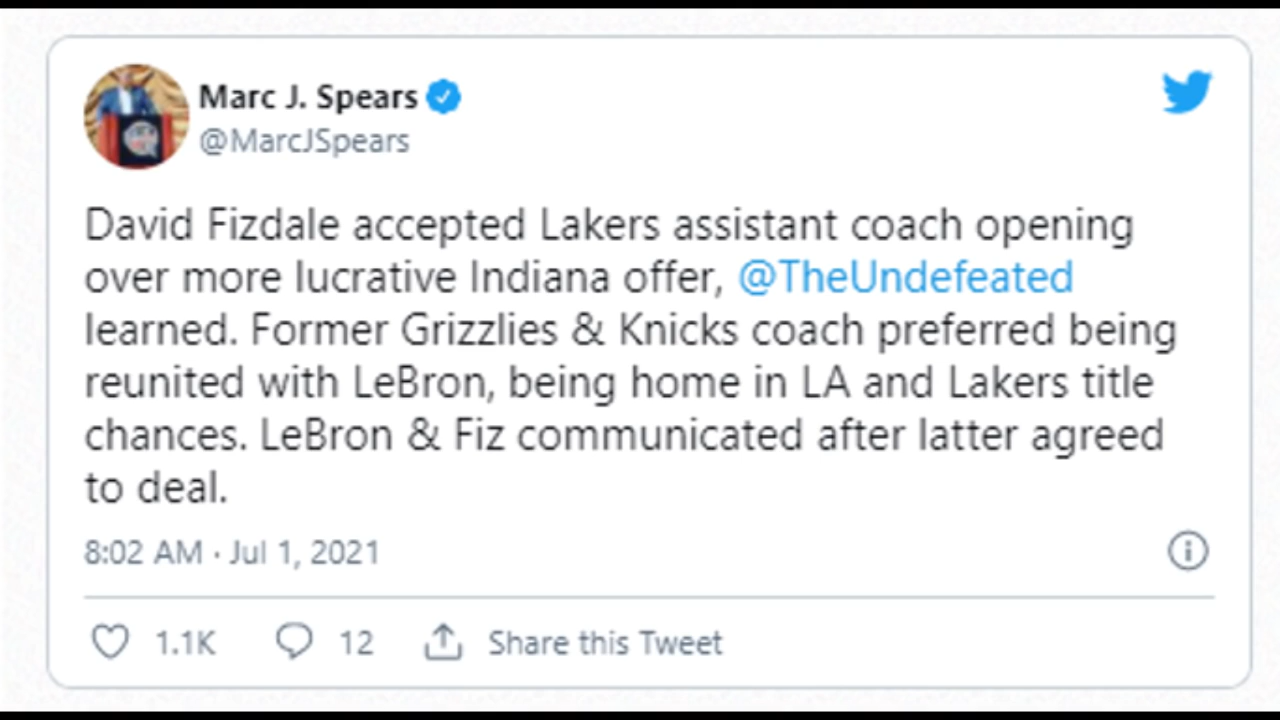 Marc J. Spears
@MarcJSpears
David Fizdale accepted Lakers assistant coach opening
over more lucrative Indiana offer, @TheUndefeated
learned. Former Grizzlies & Knicks coach preferred being
reunited with LeBron, being home in LA and Lakers title
chances. LeBron & Fiz communicated after latter agreed
to deal.
8:02 AM · Jul 1, 2021
1.1K 12 Share this Tweet